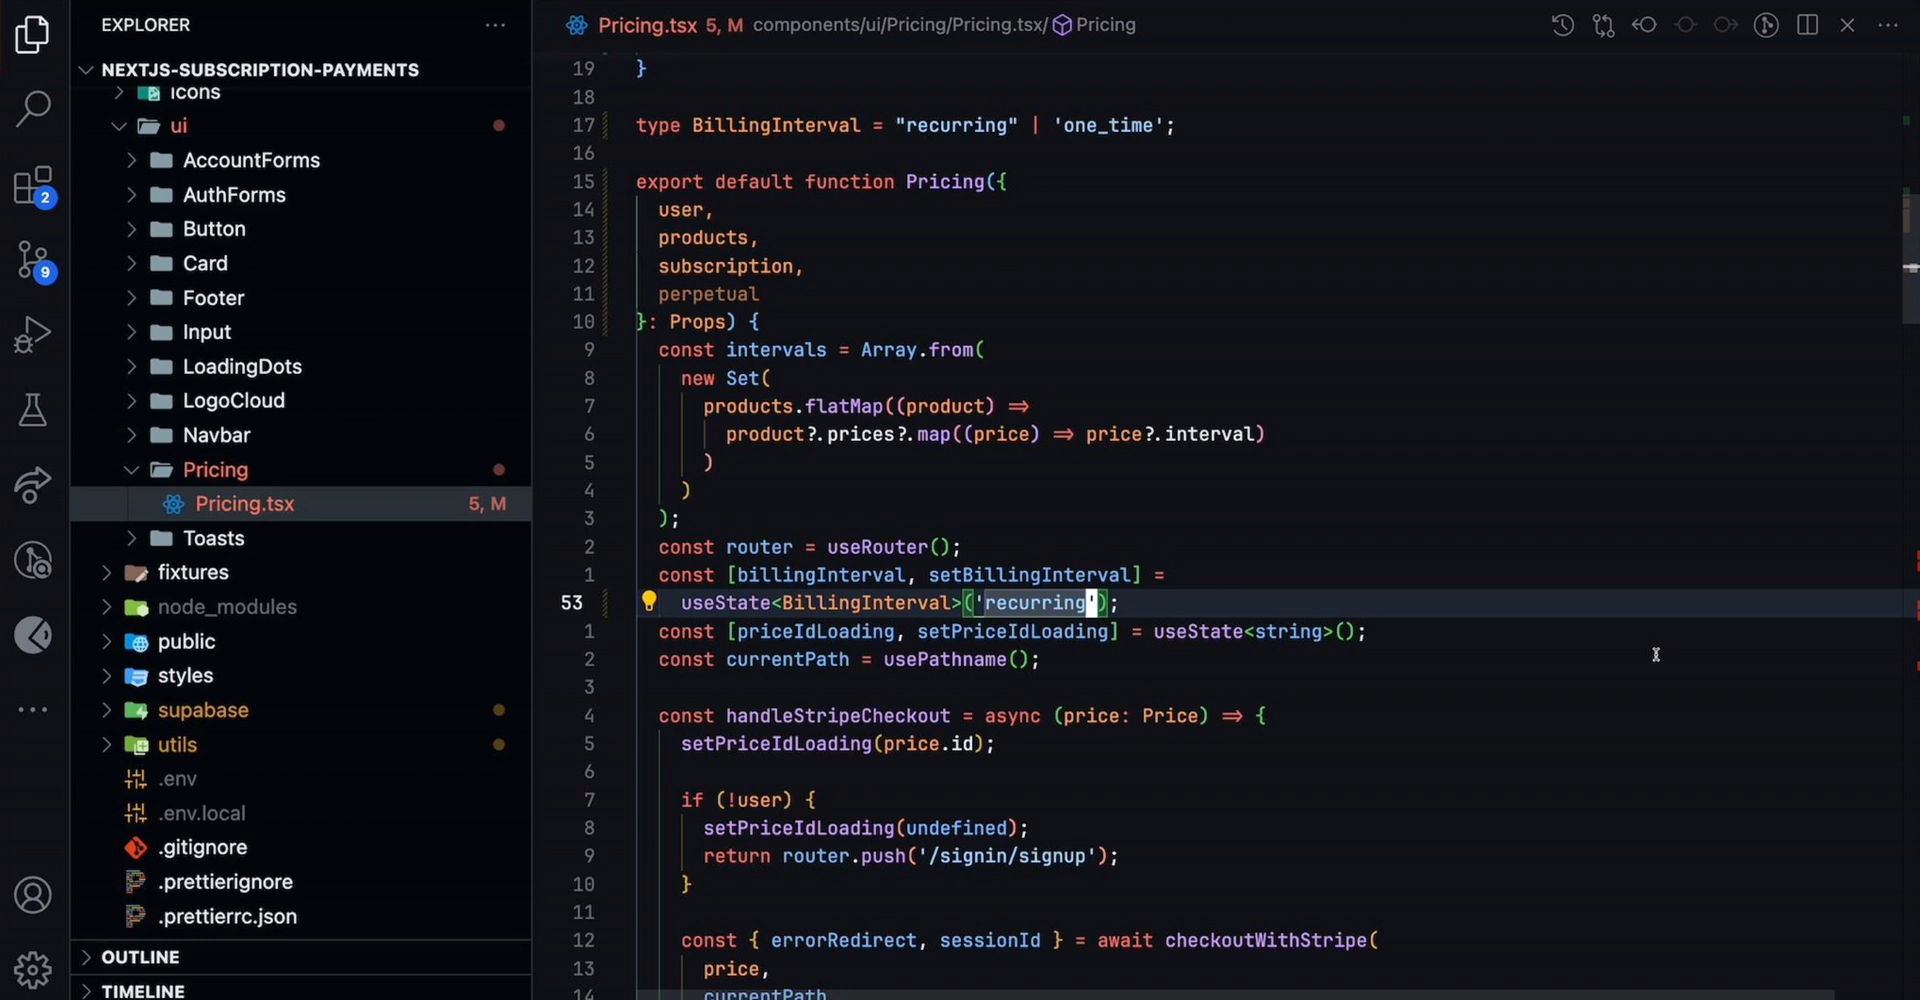 EXPLORER
NEXTJS-SUBSCRIPTION-PAYMENTS
icons
ui
AccountForms
AuthForms
Button
Card
Footer
Input
LoadingDots
LogoCloud
Navbar
Pricing
Pricing.tsx 5, M
Toasts
fixtures
node_modules
public
styles
supabase
utils
.env
.env.local
.gitignore
.prettierignore
.prettierrc.json
OUTLINE
TIMELINE
2
9
Pricing.tsx 5, M components/ui/Pricing/Pricing.tsx/ Pricing
19 }
18
17 type BillingInterval = "recurring" | 'one_time';
16
15 export default function Pricing({
14 user,
13 products,
12 subscription,
11 perpetual
10 }: Props) {
9 const intervals = Array.from(
8 new Set(
7 products.flatMap((product) =>
6 product?.prices?.map((price) => price?.interval)
5 )
4 )
3 );
2 const router = useRouter();
1 const [billingInterval, setBillingInterval] =
53 useState<BillingInterval>('recurring');
1 const [priceIdLoading, setPriceIdLoading] = useState<string>();
2 const currentPath = usePathname();
3
4 const handleStripeCheckout = async (price: Price) => {
5 setPriceIdLoading(price.id);
6
7 if (!user) {
8 setPriceIdLoading(undefined);
9 return router.push('/signin/signup');
10 }
11
12 const { errorRedirect, sessionId } = await checkoutWithStripe(
13 price,
14 currentPath